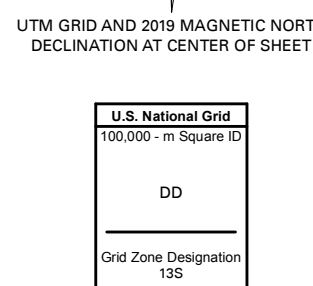 UTM GRID AND 2019 MAGNETIC NORT
DECLINATION AT CENTER OF SHEET
U.S. National Grid
100,000 - m Square ID
DD
Grid Zone Designation
13S